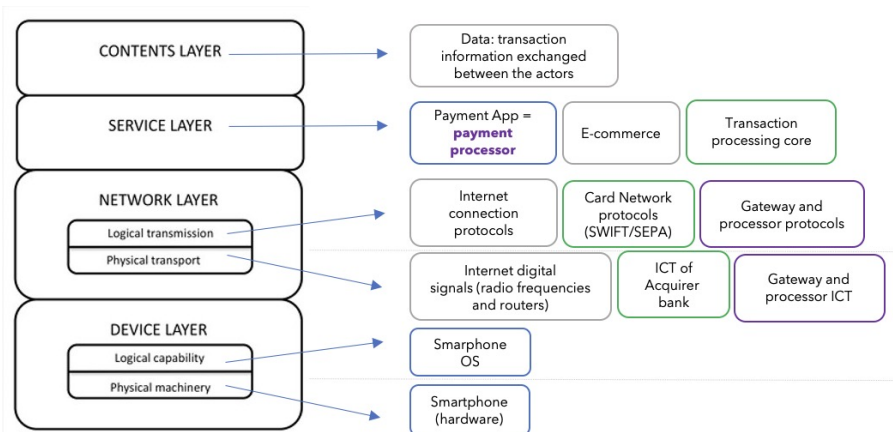 CONTENTS LAYER
Data: transaction
information exchanged
between the actors
SERVICE LAYER
Payment App =
payment
processor
E-commerce
Transaction
processing core
NETWORK LAYER
Logical transmission
Physical transport
Internet
connection
protocols
Card Network
protocols
(SWIFT/SEPA)
Gateway and
processor protocols
Internet digital
signals (radio frequencies
and routers)
ICT of
Acquirer
bank
Gateway and
processor ICT
DEVICE LAYER
Logical capability
Physical machinery
Smarphone
OS
Smartphone
(hardware)